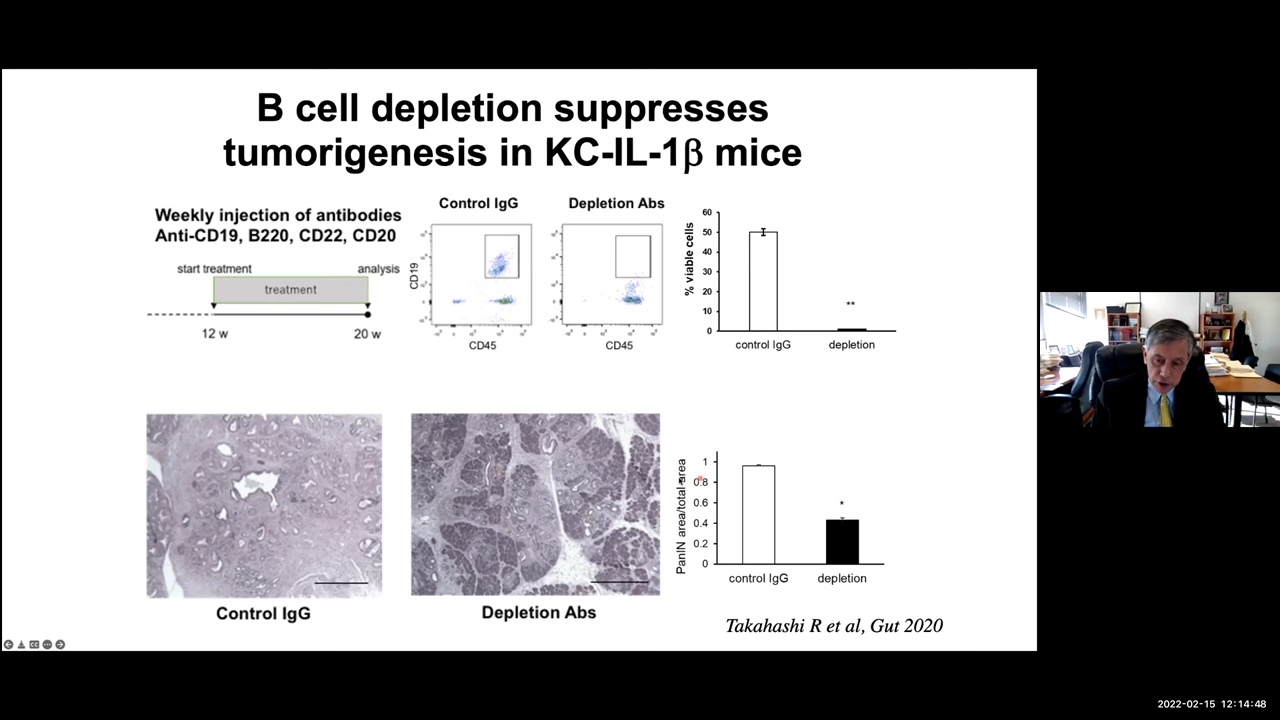 B cell depletion suppresses
tumorigenesis in KC-IL-1β mice
Weekly injection of antibodies
Anti-CD19, B220, CD22, CD20
start treatment
analysis
treatment
12 w
20 w
Control IgG
Depletion Abs
CD19
CD45
CD45
% viable cells
60
50
40
30
20
10
0
**
control IgG
depletion
Control IgG
Depletion Abs
PanIN area/total area
1
0.8
0.6
0.4
0.2
0
*
control IgG
depletion
Takahashi R et al, Gut 2020
2022-02-15 12:14:48